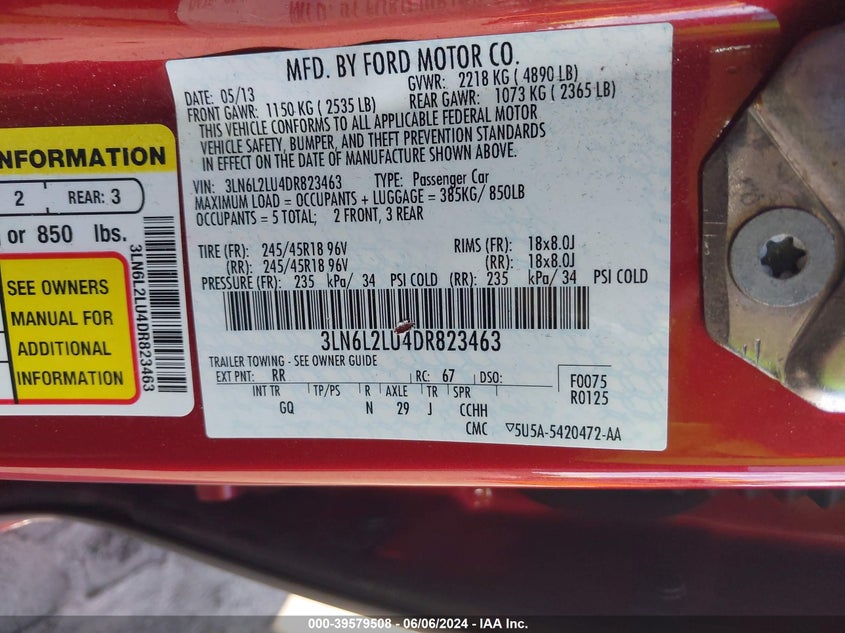 MFD. BY FORD MOTOR CO.
DATE: 05/13 GVWR: 2218 KG ( 4890 LB)
FRONT GAWR: 1150 KG ( 2535 LB) REAR GAWR: 1073 KG ( 2365 LB)
THIS VEHICLE CONFORMS TO ALL APPLICABLE FEDERAL MOTOR
VEHICLE SAFETY, BUMPER, AND THEFT PREVENTION STANDARDS
IN EFFECT ON THE DATE OF MANUFACTURE SHOWN ABOVE.
VIN: 3LN6L2LU4DR823463 TYPE: Passenger Car
MAXIMUM LOAD = OCCUPANTS + LUGGAGE = 385KG/ 850LB
OCCUPANTS = 5 TOTAL; 2 FRONT, 3 REAR
TIRE (FR): 245/45R18 96V RIMS (FR): 18x8.0J
(RR): 245/45R18 96V (RR): 18x8.0J
PRESSURE (FR): 235 kPa/ 34 PSI COLD (RR): 235 kPa/ 34 PSI COLD
3LN6L2LU4DR823463
TRAILER TOWING - SEE OWNER GUIDE
EXT PNT: RR RC: 67 DSO: F0075
INT TR TP/PS R AXLE TR SPR R0125
GQ N 29 J CCHH
CMC ▽5U5A-5420472-AA
INFORMATION
2 REAR: 3
or 850 lbs.
3LN6L2LU4DR823463
SEE OWNERS
MANUAL FOR
ADDITIONAL
INFORMATION
000-39579508 - 06/06/2024 - IAA Inc.